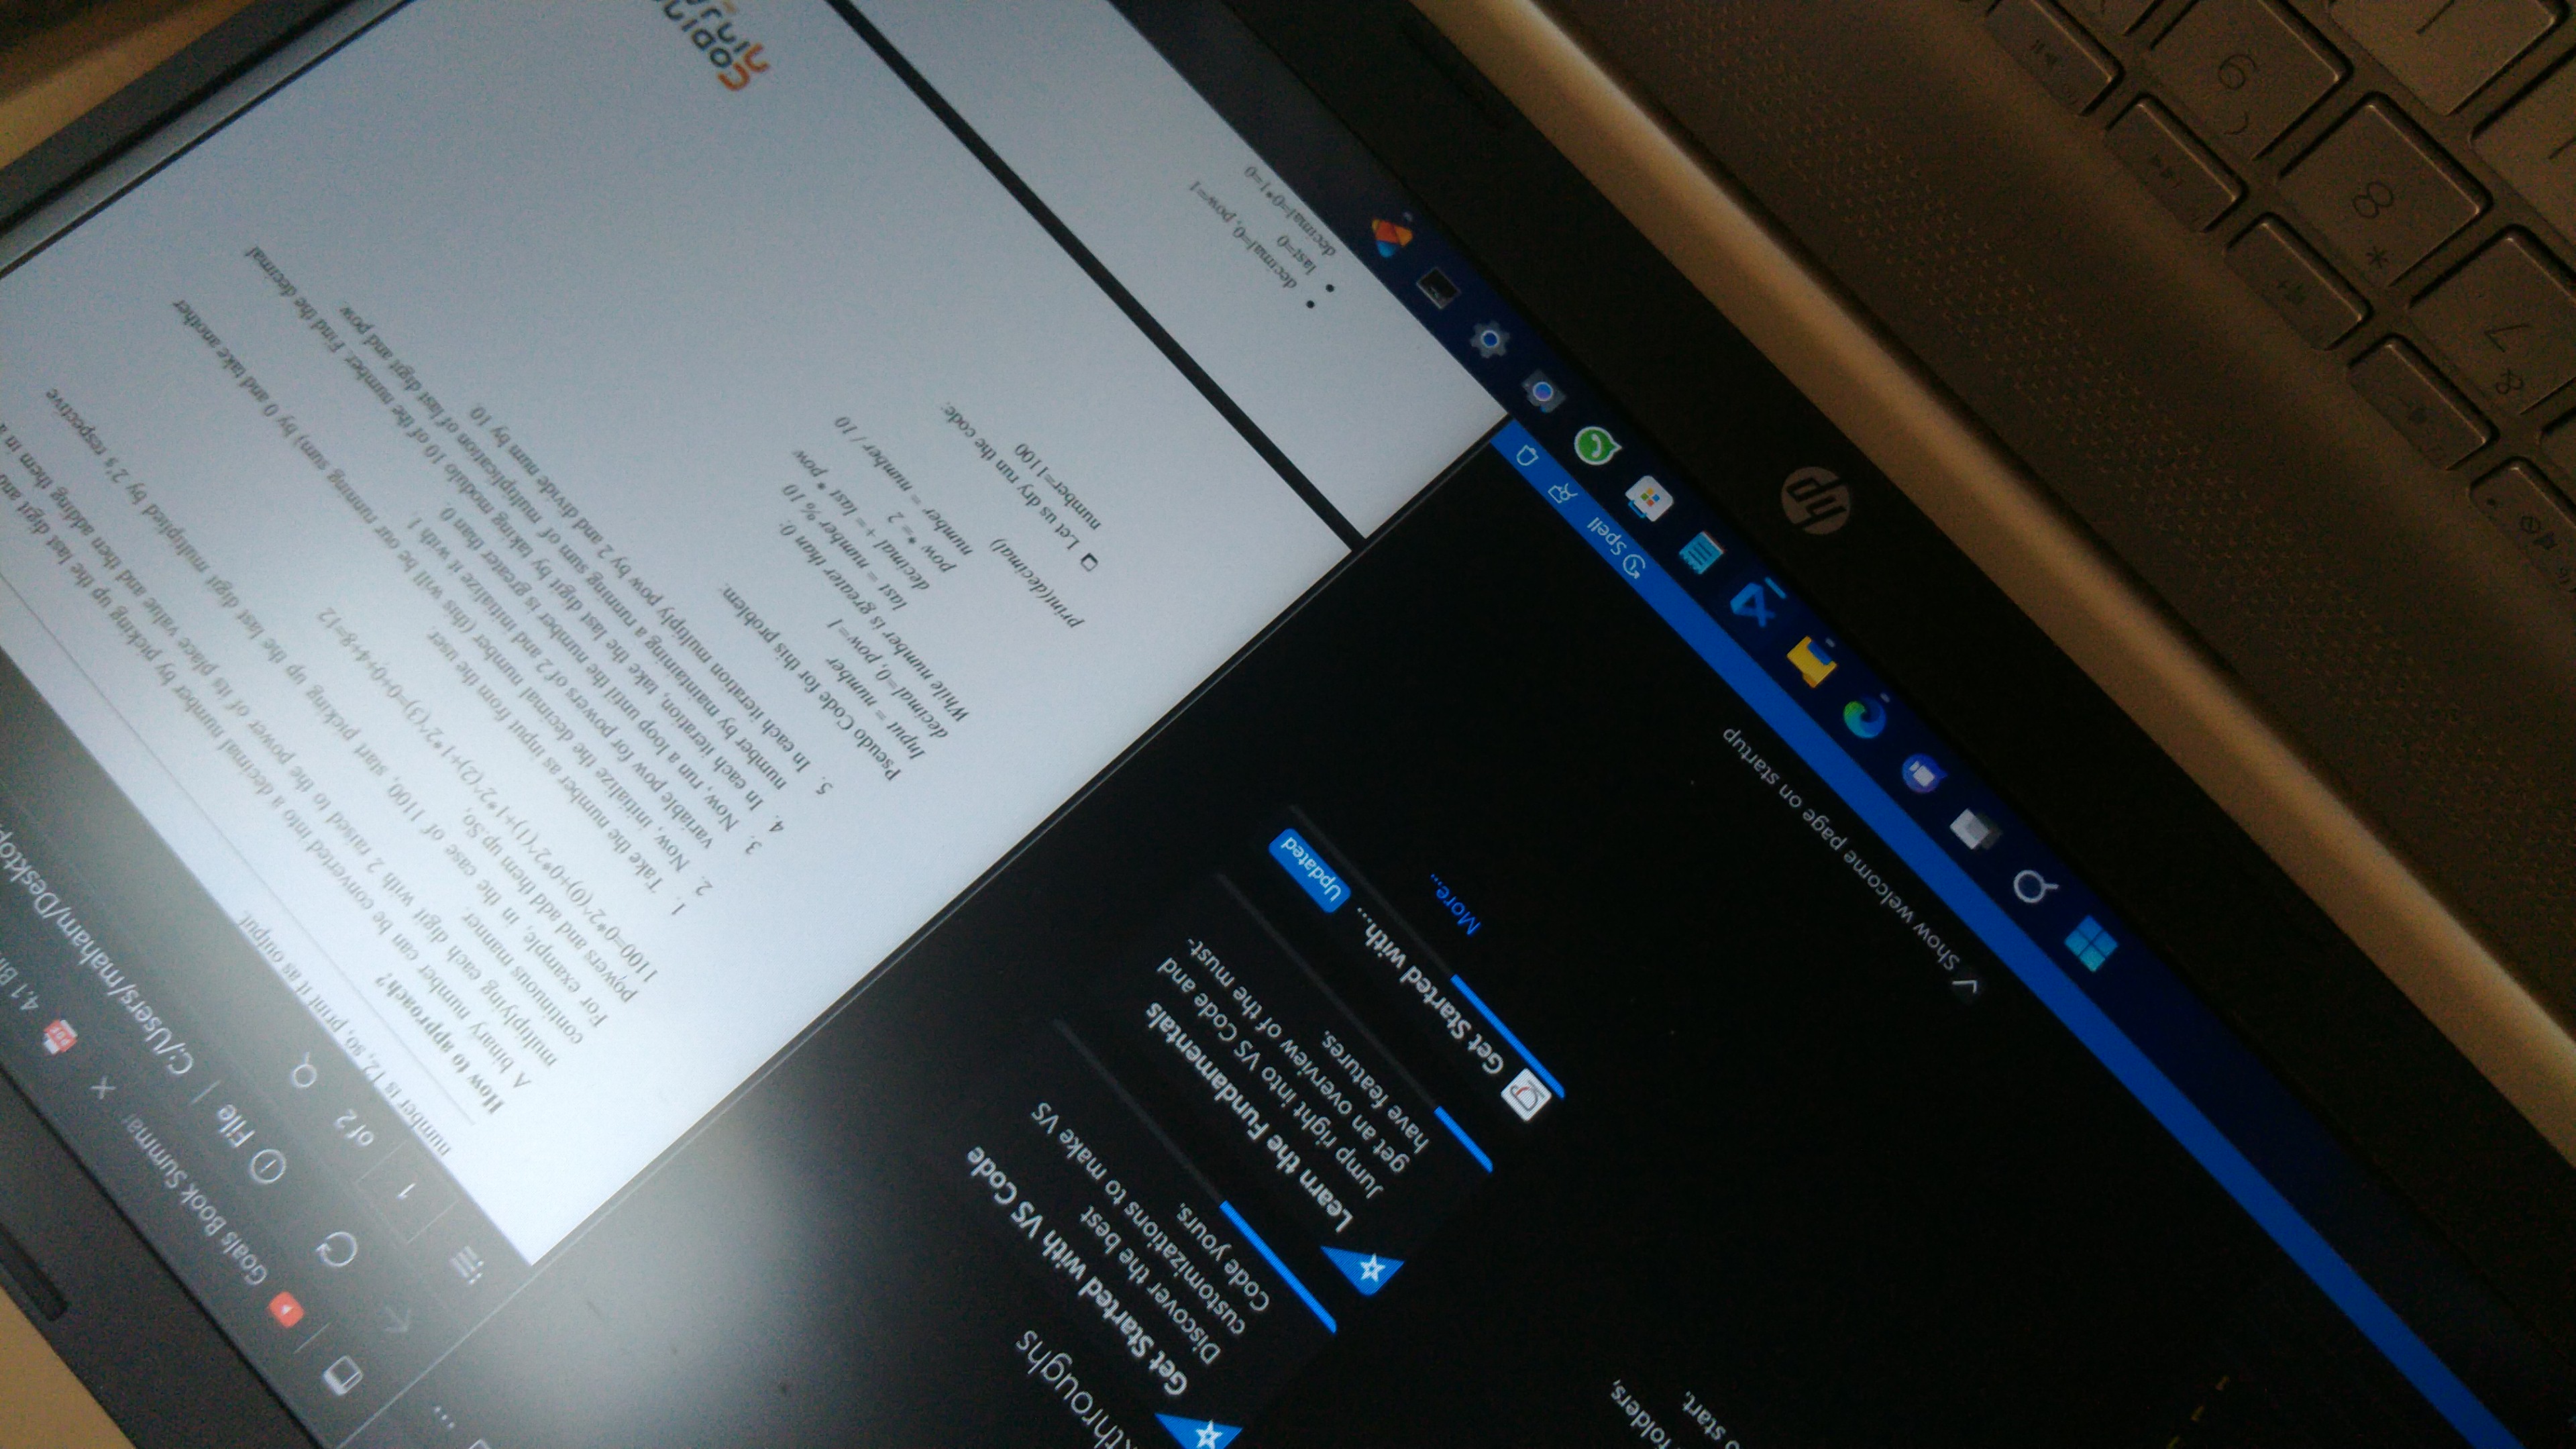 Goals Book Summar
4.1
File
C:/Users/maham/Desktop
1
of 2
number is 12, so, print it as output.
How to approach?
A binary number can be converted into a decimal number by picking up the last digit and
multiplying each digit with 2 raised to the power of its place value and then adding them in a
continuous manner.
For example, in the case of 1100, start picking up the last digit multiplied by 2's respective
powers and add them up.So,
1100=0*2^(0)+0*2^(1)+1*2^(2)+1*2^(3)=0+0+4+8=12
1. Take the number as input from the user.
2. Now, initialize the decimal number (this will be our running sum) by 0 and take another
variable pow for powers of 2 and initialize it with 1.
3. Now, run a loop until the number is greater than 0.
4. In each iteration, take the last digit by taking modulo 10 of the number. Find the decimal
number by maintaining a running sum of multiplication of last digit and pow
5. In each iteration multiply pow by 2 and divide num by 10.
Pseudo Code for this problem:
Input = number
decimal=0, pow=1
While number is greater than 0:
last = number % 10
decimal += last * pow
pow *= 2
number = number / 10
print(decimal)
❑ Let us dry run the code:
number=1100
• decimal=0, pow=1
• last=0
decimal=0*1=0
kthroughs
Get Started with VS Code
Discover the best
customizations to make VS
Code yours.
Learn the Fundamentals
Jump right into VS Code and
get an overview of the must-
have features.
Get Started with... Updated
More...
folders,
start.
✓ Show welcome page on startup
Spell
hp
& 7
* 8
( 9